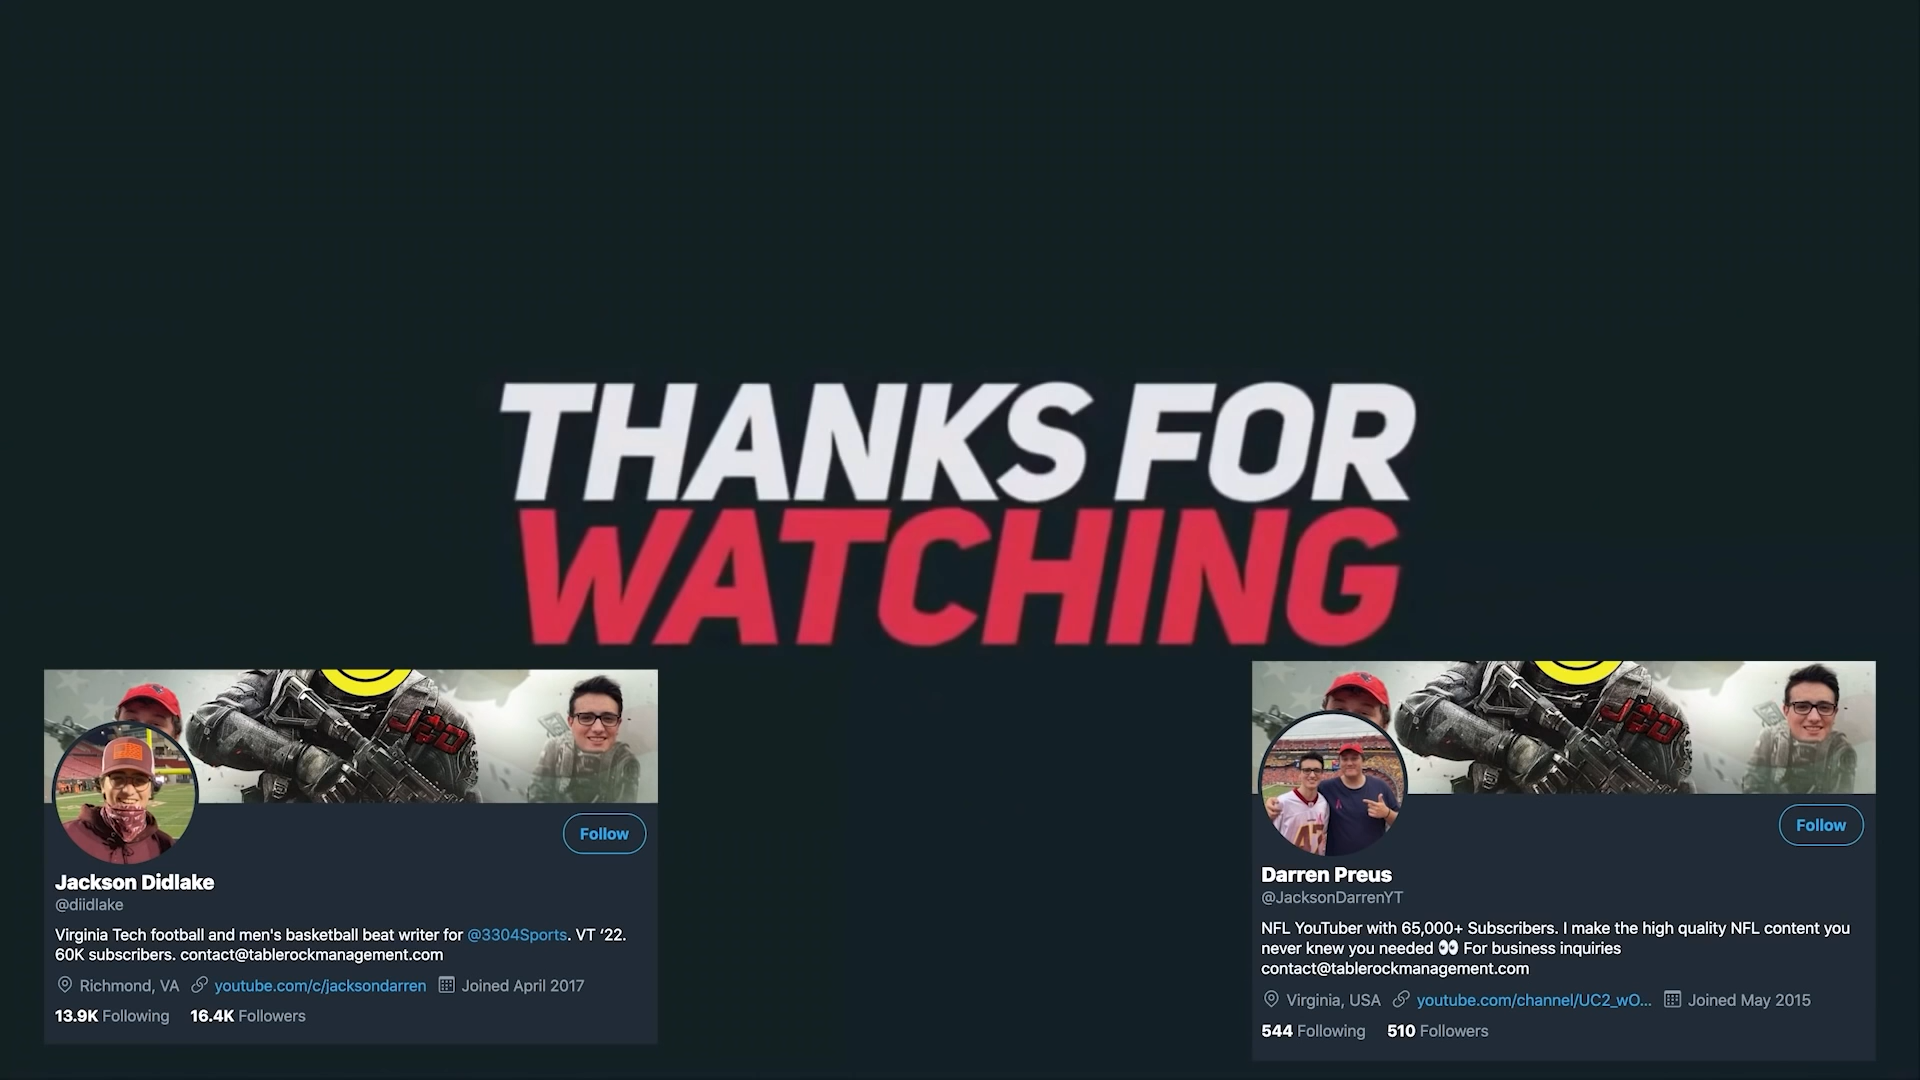 THANKS FOR
WATCHING
J&D
Follow
Jackson Didlake
@diidlake
Virginia Tech football and men's basketball beat writer for @3304Sports. VT ‘22.
60K subscribers. contact@tablerockmanagement.com
Richmond, VA youtube.com/c/jacksondarren Joined April 2017
13.9K Following 16.4K Followers
J&D
47
Follow
Darren Preus
@JacksonDarrenYT
NFL YouTuber with 65,000+ Subscribers. I make the high quality NFL content you
never knew you needed 👀 For business inquiries
contact@tablerockmanagement.com
Virginia, USA youtube.com/channel/UC2_wO... Joined May 2015
544 Following 510 Followers